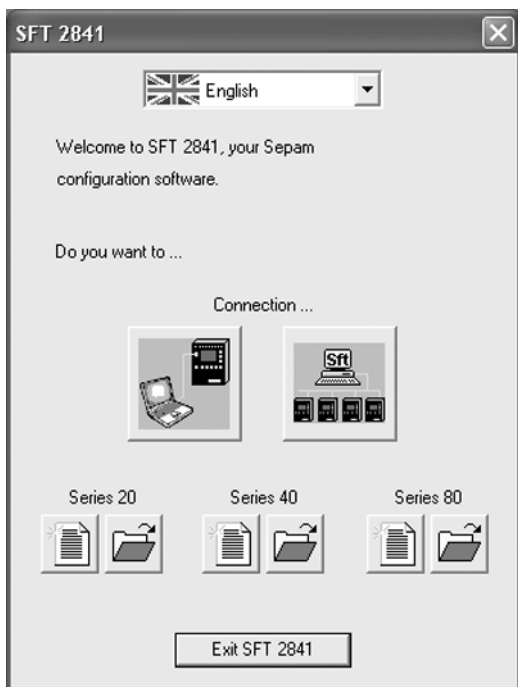 SFT 2841
English
Welcome to SFT 2841, your Sepam
configuration software.
Do you want to ...
Connection ...
Sft
Series 20
Series 40
Series 80
Exit SFT 2841